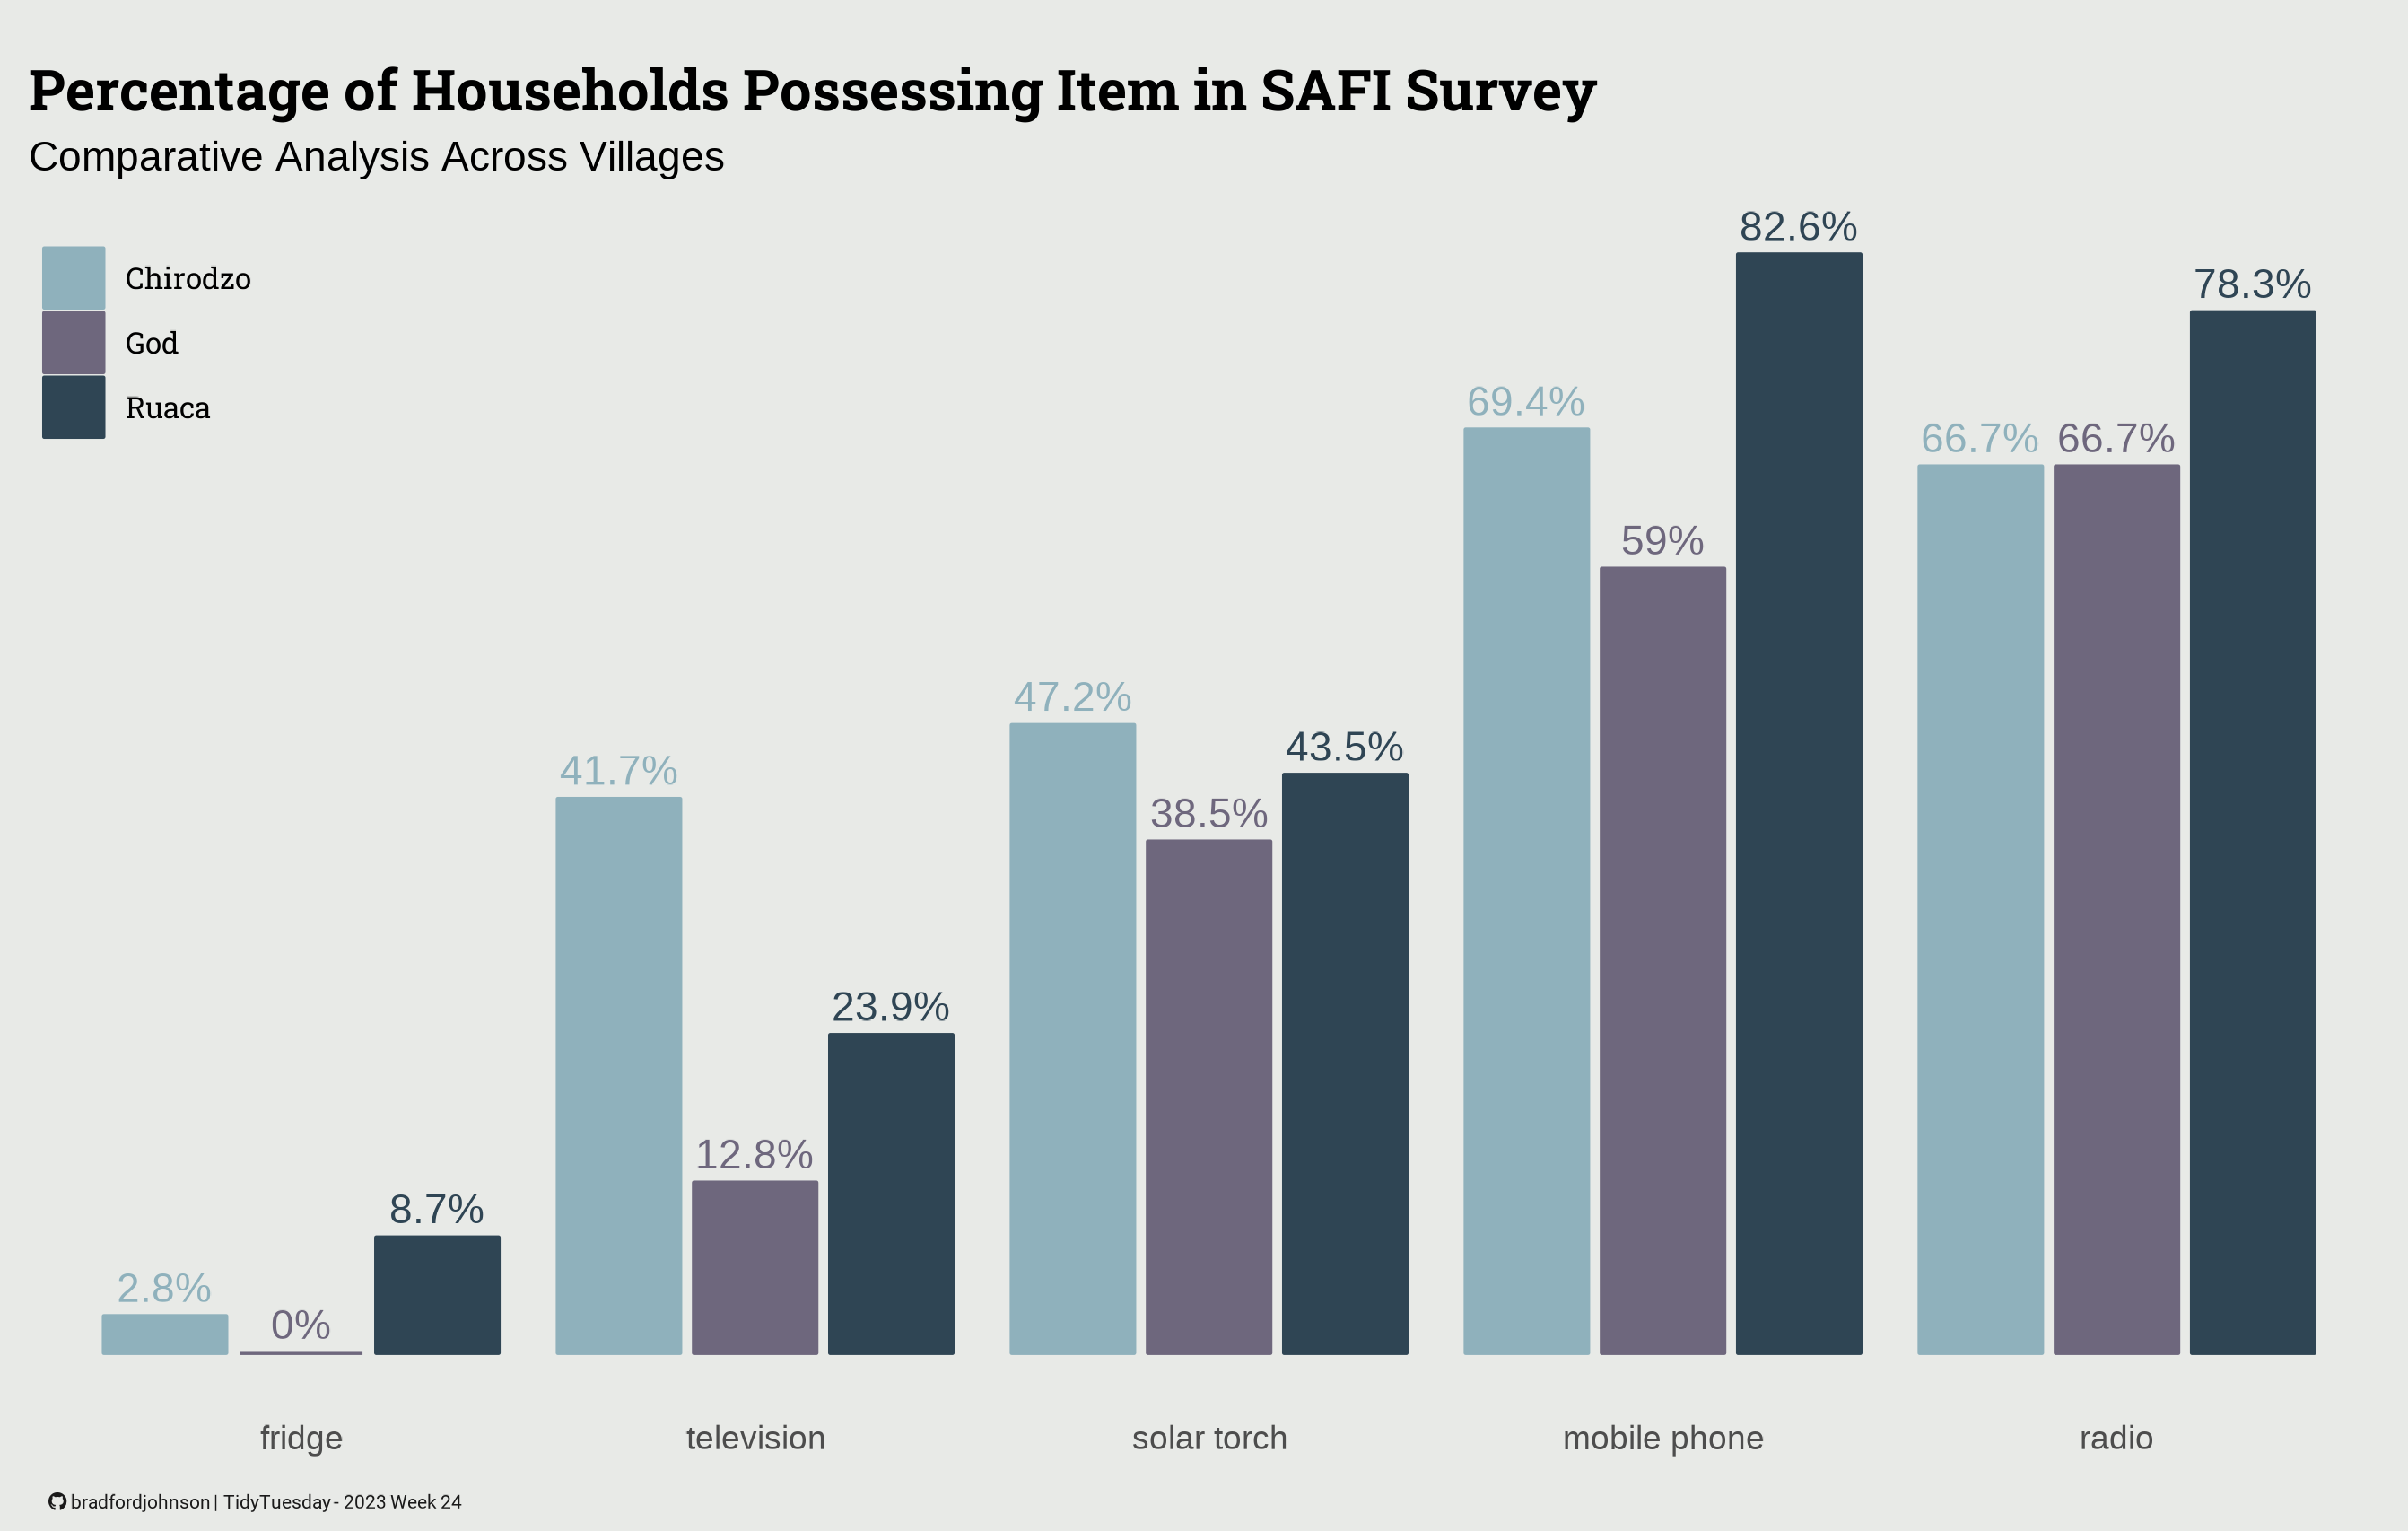 Percentage of Households Possessing Item in SAFI Survey
Comparative Analysis Across Villages
Chirodzo
God
Ruaca
2.8%
0%
8.7%
41.7%
12.8%
23.9%
47.2%
38.5%
43.5%
69.4%
59%
82.6%
66.7%
66.7%
78.3%
fridge
television
solar torch
mobile phone
radio
bradfordjohnson | TidyTuesday - 2023 Week 24